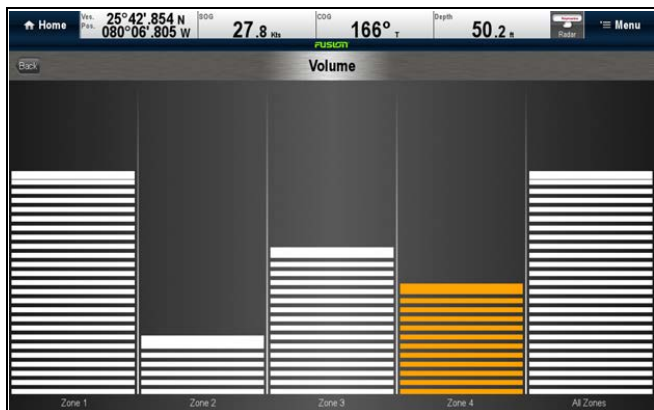 Home
Ves. Pos. 25°42'.854 N
080°06'.805 W
SOG
27.8 Kts
COG
166° T
Depth
50.2 ft
Radar
Menu
FUSION
Back
Volume
Zone 1
Zone 2
Zone 3
Zone 4
All Zones